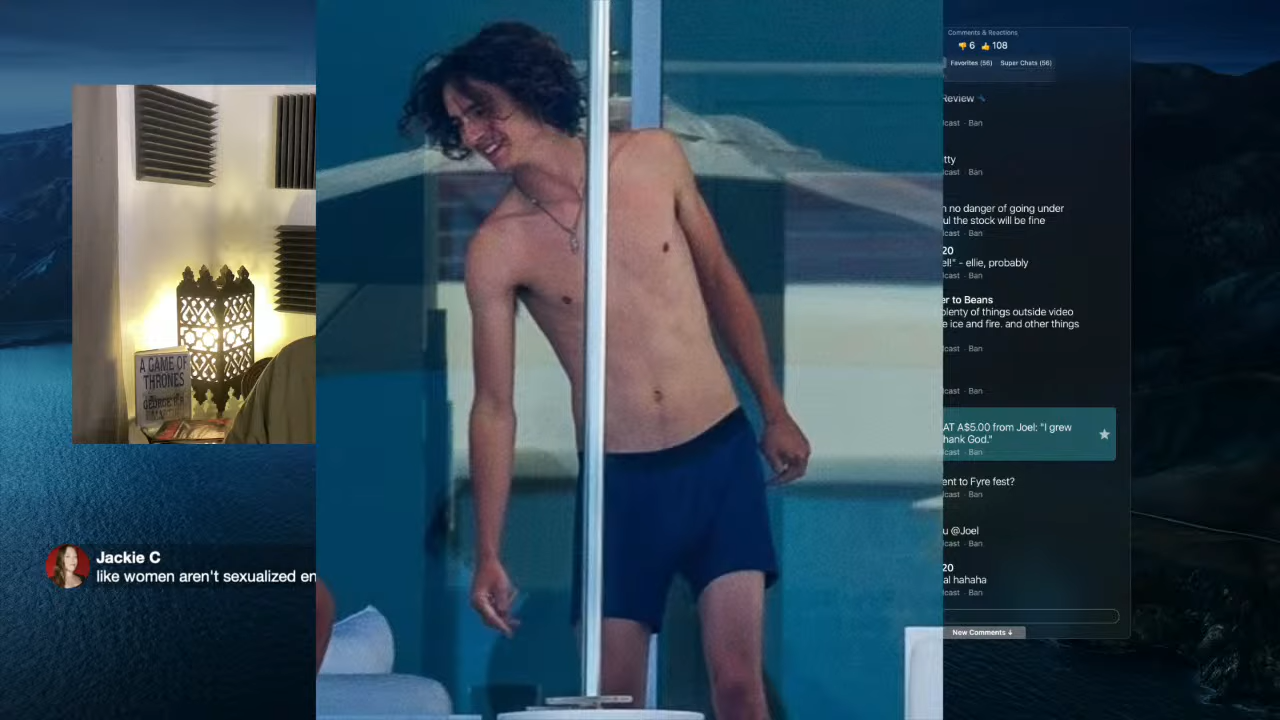 A GAME OF
THRONES
GEORGE R.R.
Jackie C
like women aren't sexualized en
Comments & Reactions
6 108
Favorites (56) Super Chats (56)
Review
cast · Ban
tty
cast · Ban
no danger of going under
ul the stock will be fine
cast · Ban
20
el!" - ellie, probably
cast · Ban
er to Beans
plenty of things outside video
e ice and fire. and other things
cast · Ban
cast · Ban
AT A$5.00 from Joel: "I grew
hank God."
cast · Ban
ent to Fyre fest?
cast · Ban
u @Joel
cast · Ban
20
al hahaha
cast · Ban
New Comments ↓